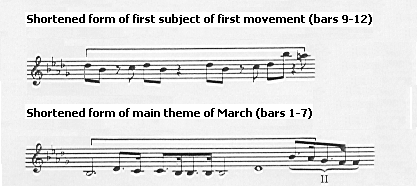 Shortened form of first subject of first movement (bars 9-12)
Shortened form of main theme of March (bars 1-7)
II